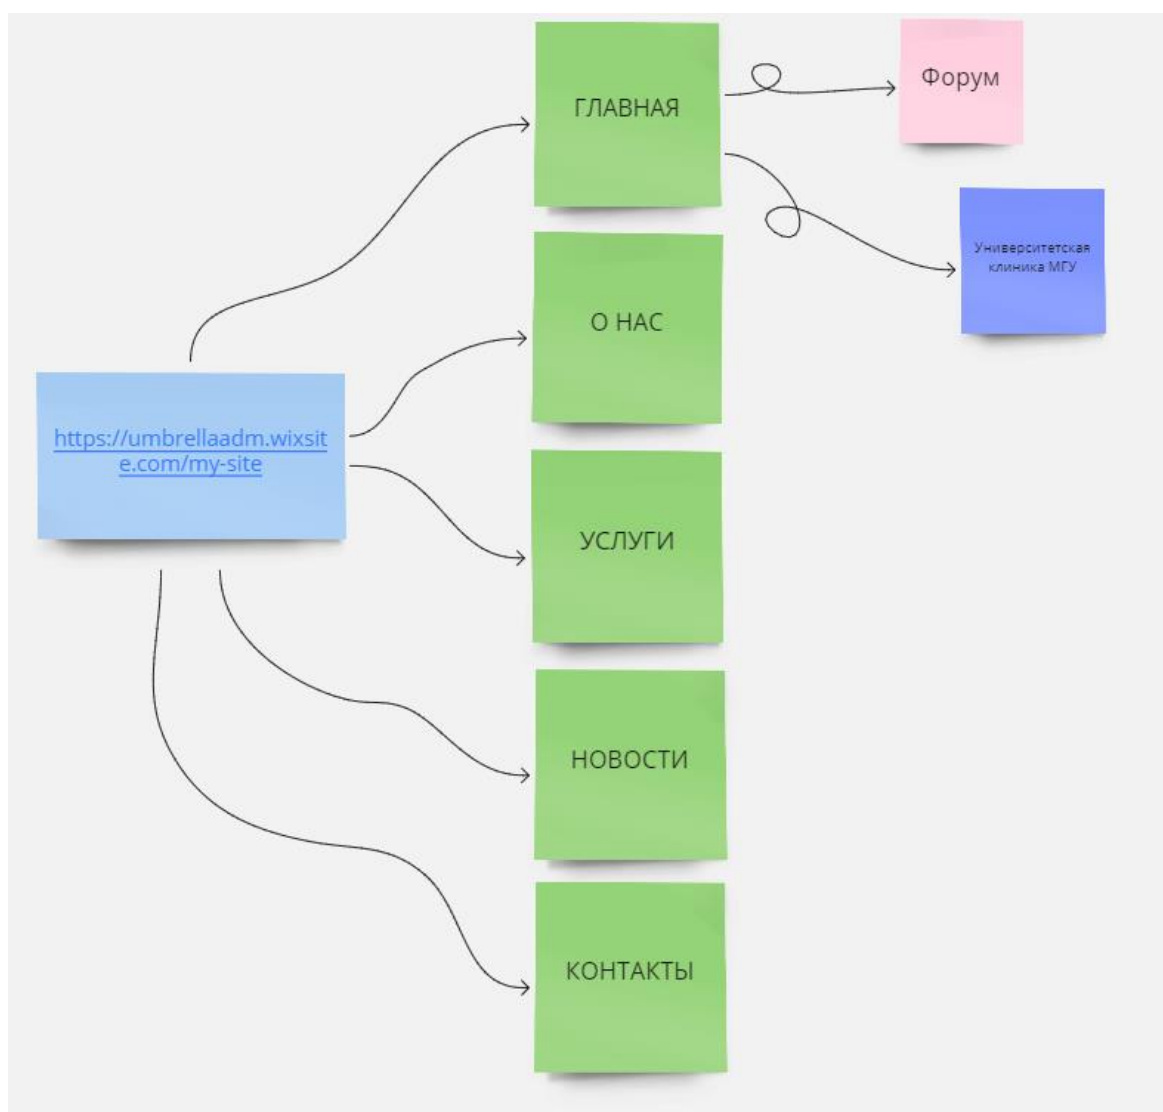 ГЛАВНАЯ
Форум
Университетская
клиника МГУ
О НАС
https://umbrellaadm.wixsit
e.com/my-site
УСЛУГИ
НОВОСТИ
КОНТАКТЫ